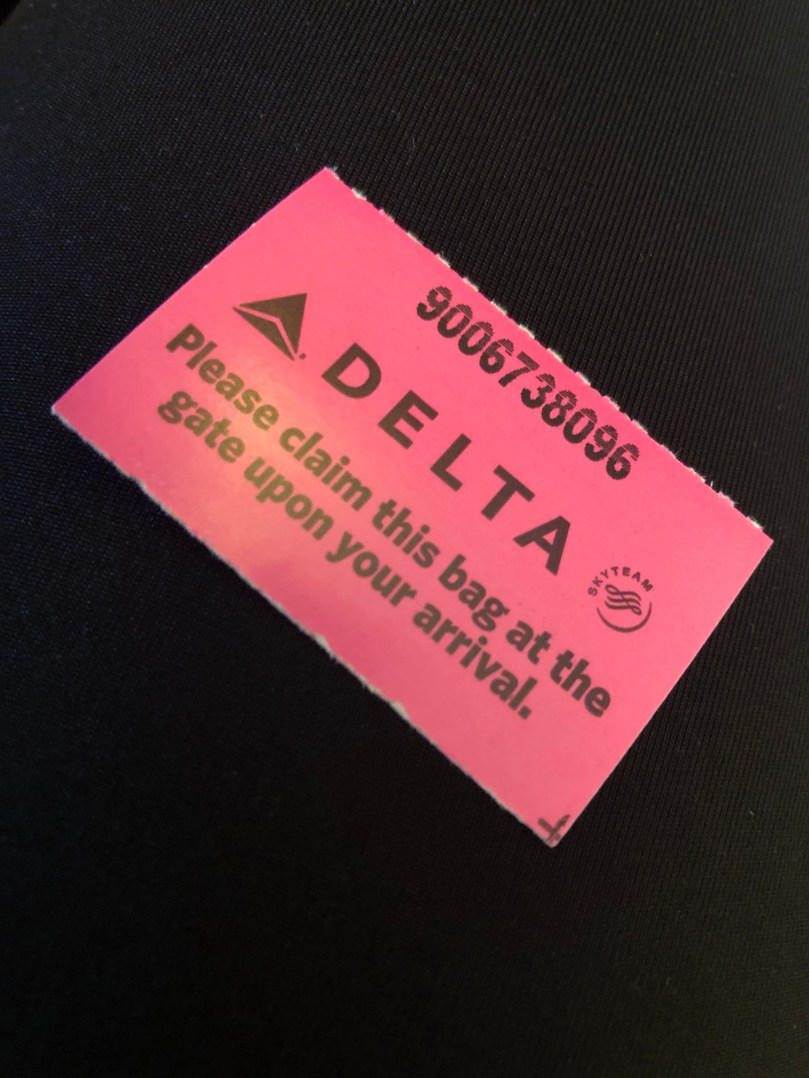 9006738096
DELTA
SKYTEAM
Please claim this bag at the
gate upon your arrival.